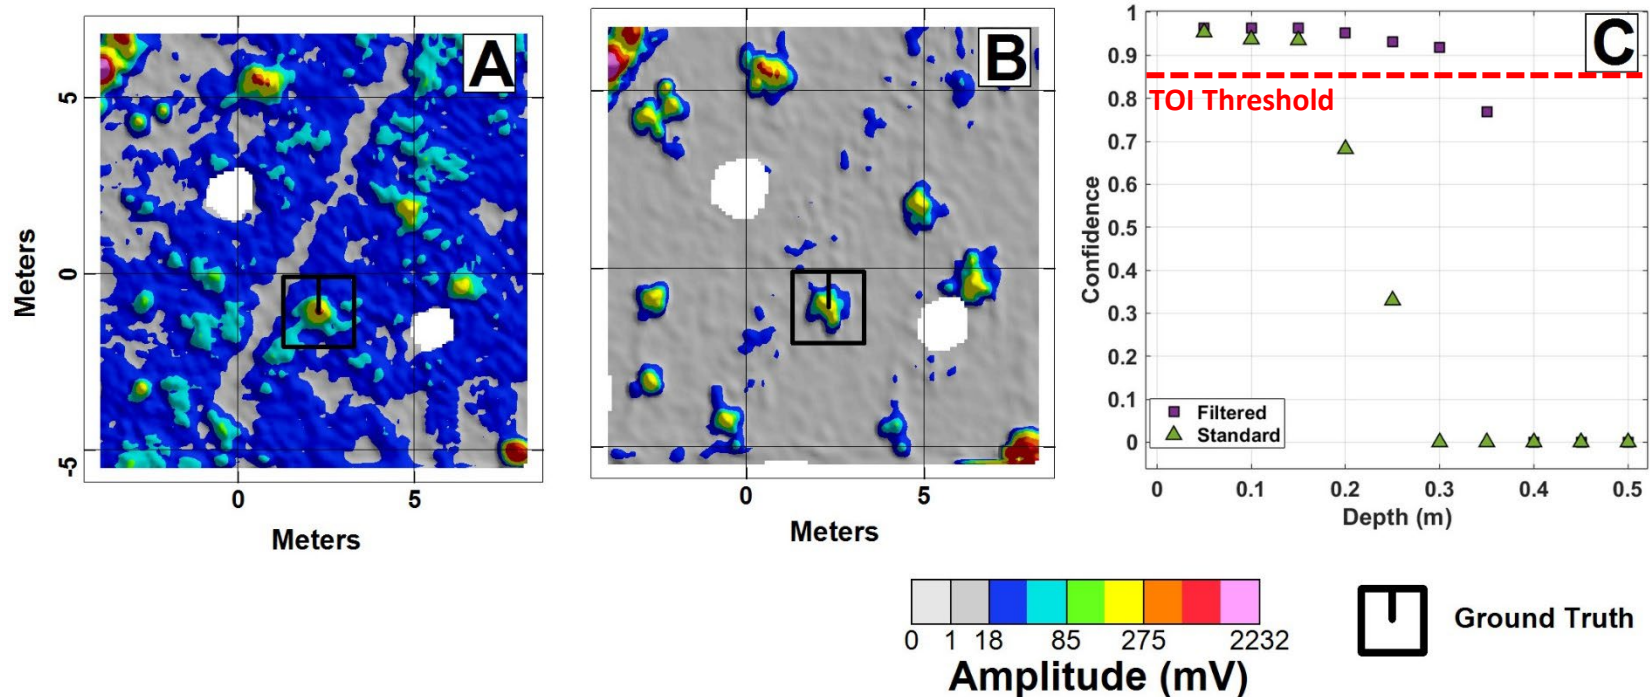 A
5
0
-5
Meters
0
5
Meters
B
0
5
Meters
C
1
0.9
0.8
0.7
0.6
0.5
0.4
0.3
0.2
0.1
0
Confidence
TOI Threshold
Filtered
Standard
0
0.1
0.2
0.3
0.4
0.5
Depth (m)
0
1
18
85
275
2232
Amplitude (mV)
Ground Truth